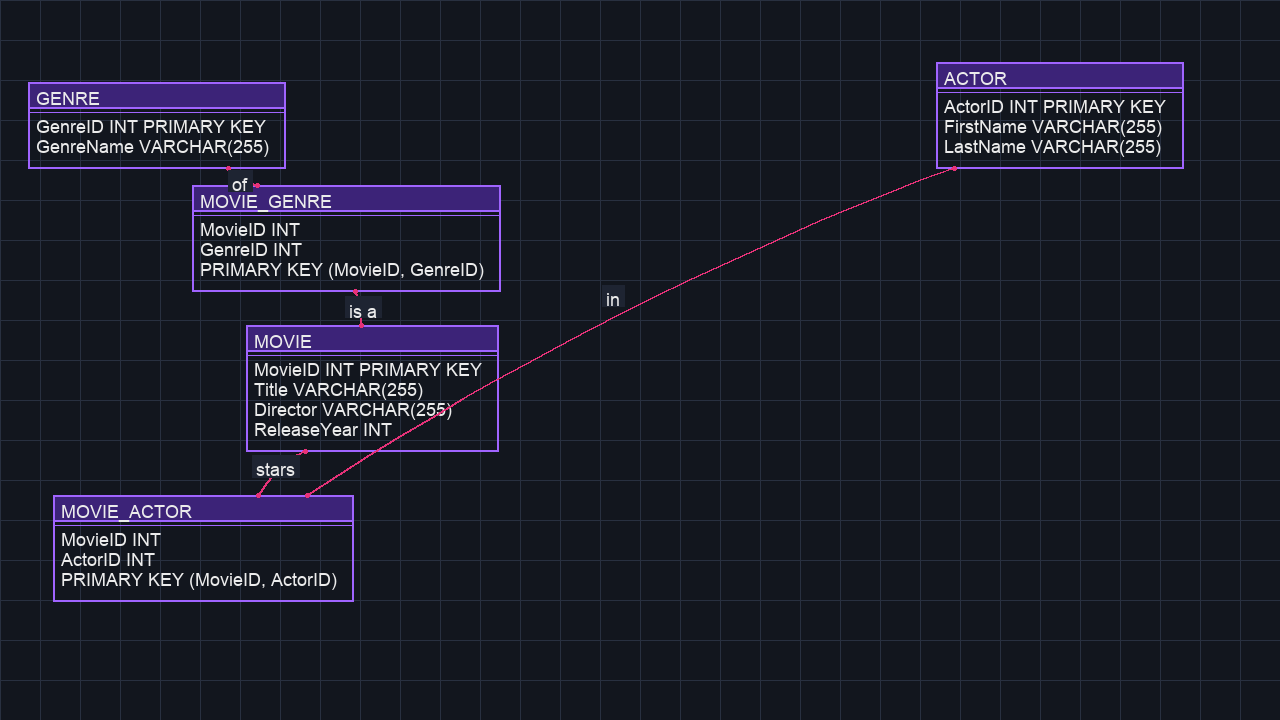 GENRE
GenreID INT PRIMARY KEY
GenreName VARCHAR(255)
of
MOVIE_GENRE
MovieID INT
GenreID INT
PRIMARY KEY (MovieID, GenreID)
is a
MOVIE
MovieID INT PRIMARY KEY
Title VARCHAR(255)
Director VARCHAR(255)
ReleaseYear INT
stars
MOVIE_ACTOR
MovieID INT
ActorID INT
PRIMARY KEY (MovieID, ActorID)
in
ACTOR
ActorID INT PRIMARY KEY
FirstName VARCHAR(255)
LastName VARCHAR(255)